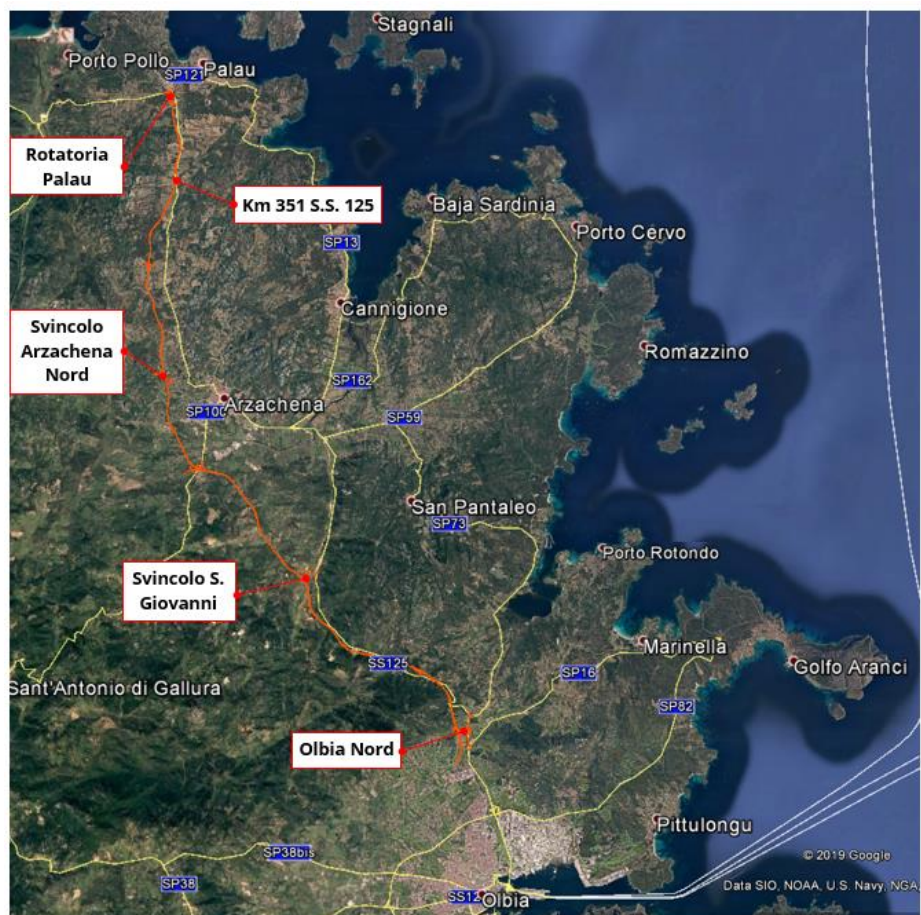 Stagnali
Porto Pollo
SP121
Palau
Rotatoria
Palau
Km 351 S.S. 125
Baja Sardinia
Porto Cervo
SP13
Cannigione
Svincolo
Arzachena
Nord
Romazzino
SP162
Arzachena
SP100
SP59
San Pantaleo
SP73
Porto Rotondo
Svincolo S.
Giovanni
Marinella
SS125
SP16
Golfo Aranci
Sant'Antonio di Gallura
SP82
Olbia Nord
Pittulongu
SP38bis
© 2019 Google
SP38
Data SIO, NOAA, U.S. Navy, NGA,
SS12
Olbia